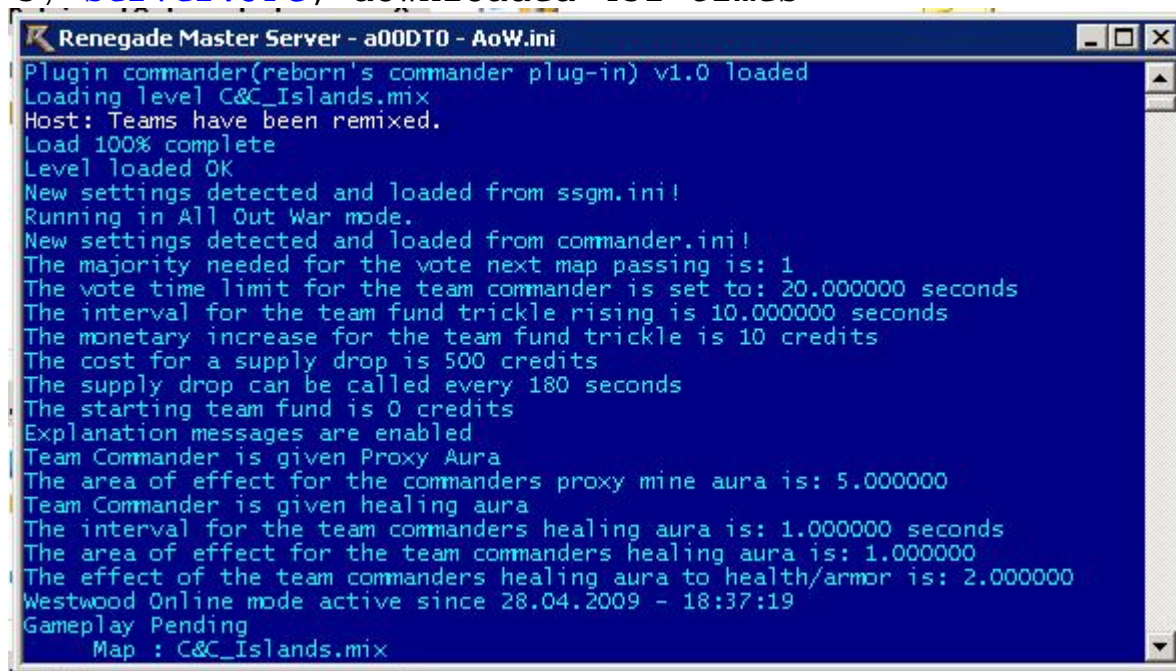 server.ore, downloaded 451 times
Renegade Master Server - a00DT0 - AoW.ini
Plugin commander(reborn's commander plug-in) v1.0 loaded
Loading level C&C_Islands.mix
Host: Teams have been remixed.
Load 100% complete
Level loaded OK
New settings detected and loaded from ssgm.ini!
Running in All Out War mode.
New settings detected and loaded from commander.ini!
The majority needed for the vote next map passing is: 1
The vote time limit for the team commander is set to: 20.000000 seconds
The interval for the team fund trickle rising is 10.000000 seconds
The monetary increase for the team fund trickle is 10 credits
The cost for a supply drop is 500 credits
The supply drop can be called every 180 seconds
The starting team fund is 0 credits
Explanation messages are enabled
Team Commander is given Proxy Aura
The area of effect for the commanders proxy mine aura is: 5.000000
Team Commander is given healing aura
The interval for the team commanders healing aura is: 1.000000 seconds
The area of effect for the team commanders healing aura is: 1.000000
The effect of the team commanders healing aura to health/armor is: 2.000000
Westwood Online mode active since 28.04.2009 - 18:37:19
Gameplay Pending
Map : C&C_Islands.mix